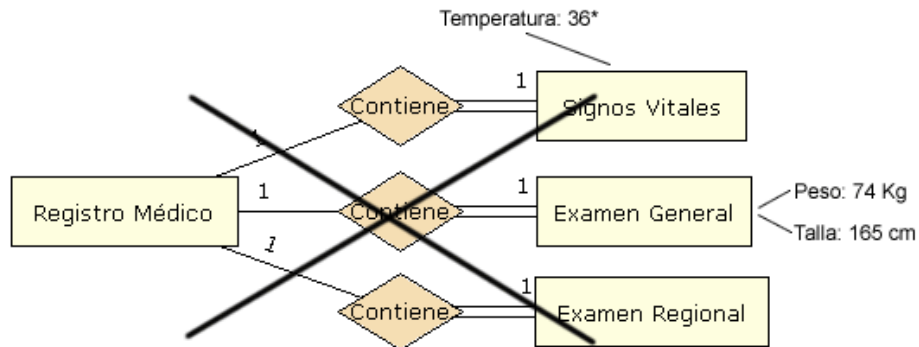 Temperatura: 36*
1
Contiene
Signos Vitales
1
1
1
Registro Médico
Contiene
Examen General
Peso: 74 Kg
Talla: 165 cm
1
1
Contiene
Examen Regional